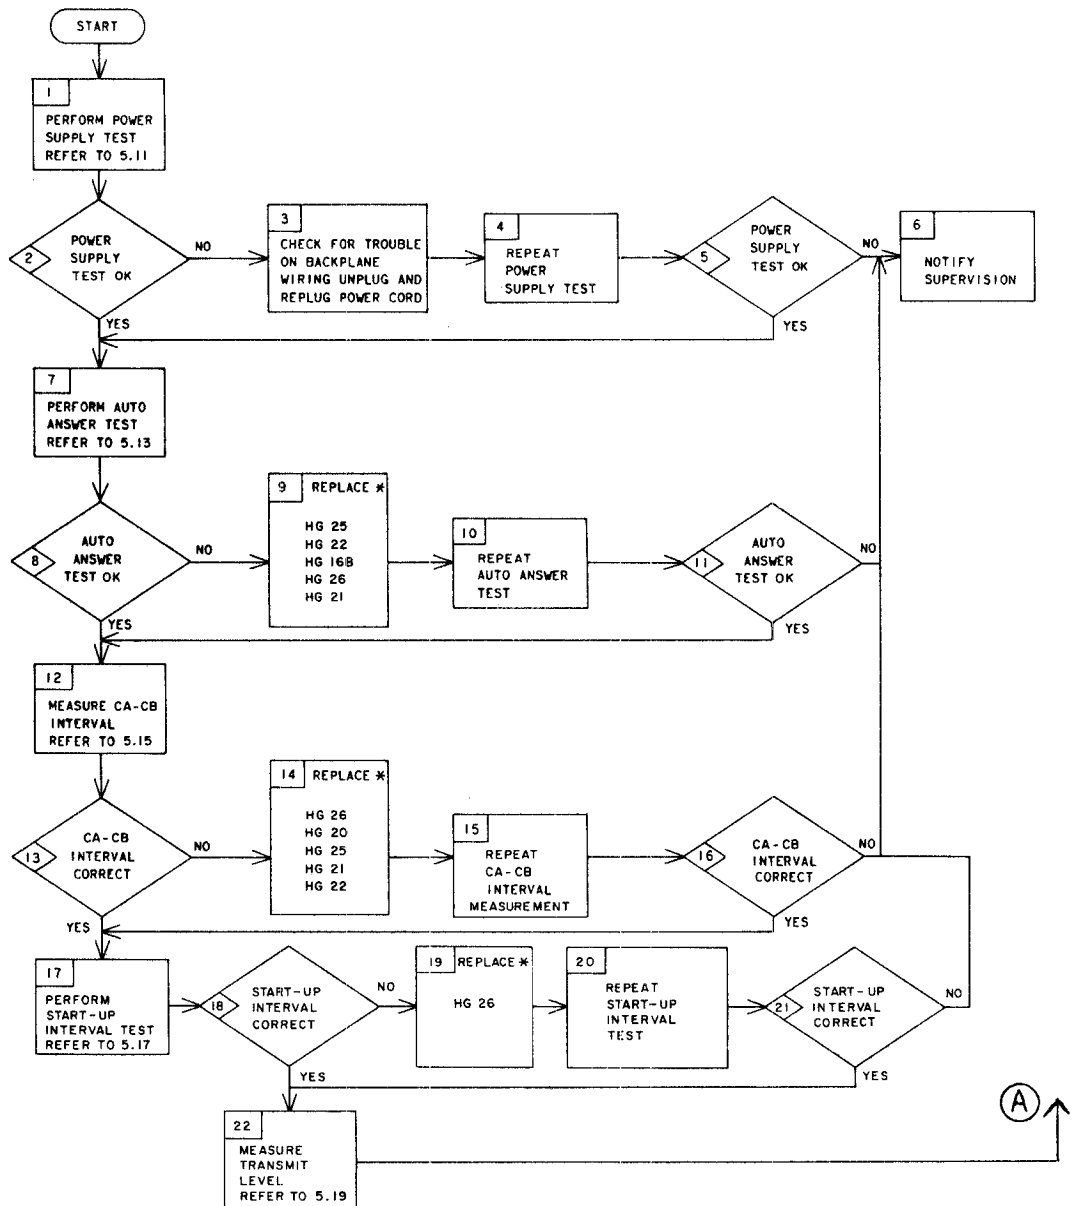 START
1
PERFORM POWER
SUPPLY TEST
REFER TO 5.11
2
POWER
SUPPLY
TEST OK
NO
YES
3
CHECK FOR TROUBLE
ON BACKPLANE
WIRING UNPLUG AND
REPLUG POWER CORD
4
REPEAT
POWER
SUPPLY TEST
5
POWER
SUPPLY
TEST OK
NO
YES
6
NOTIFY
SUPERVISION
7
PERFORM AUTO
ANSWER TEST
REFER TO 5.13
8
AUTO
ANSWER
TEST OK
NO
YES
9 REPLACE *
HG 25
HG 22
HG 16B
HG 26
HG 21
10
REPEAT
AUTO ANSWER
TEST
11
AUTO
ANSWER
TEST OK
NO
YES
12
MEASURE CA-CB
INTERVAL
REFER TO 5.15
13
CA-CB
INTERVAL
CORRECT
NO
YES
14 REPLACE *
HG 26
HG 20
HG 25
HG 21
HG 22
15
REPEAT
CA-CB
INTERVAL
MEASUREMENT
16
CA-CB
INTERVAL
CORRECT
NO
YES
17
PERFORM
START-UP
INTERVAL TEST
REFER TO 5.17
18
START-UP
INTERVAL
CORRECT
NO
YES
19 REPLACE *
HG 26
20
REPEAT
START-UP
INTERVAL
TEST
21
START-UP
INTERVAL
CORRECT
NO
YES
22
MEASURE
TRANSMIT
LEVEL
REFER TO 5.19
A